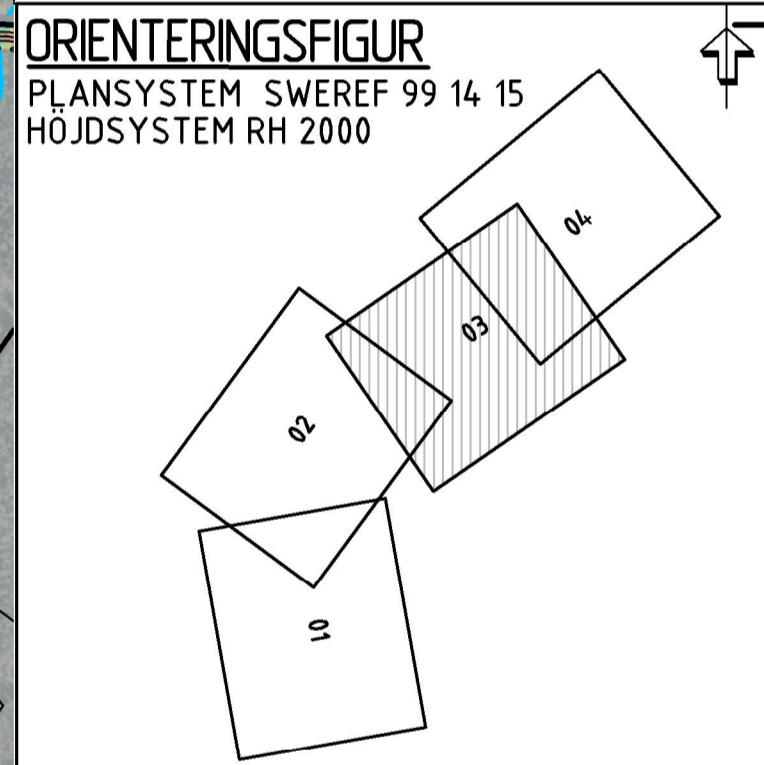 ORIENTERINGSFIGUR
PLANSYSTEM SWEREF 99 14 15
HÖJDSYSTEM RH 2000
04
03
02
01